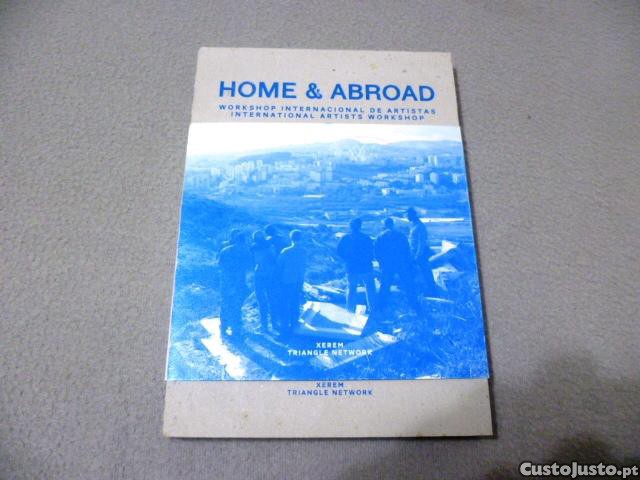 HOME & ABROAD
WORKSHOP INTERNACIONAL DE ARTISTAS
INTERNATIONAL ARTISTS WORKSHOP
XEREM
TRIANGLE NETWORK
XEREM
TRIANGLE NETWORK
CustoJusto.pt